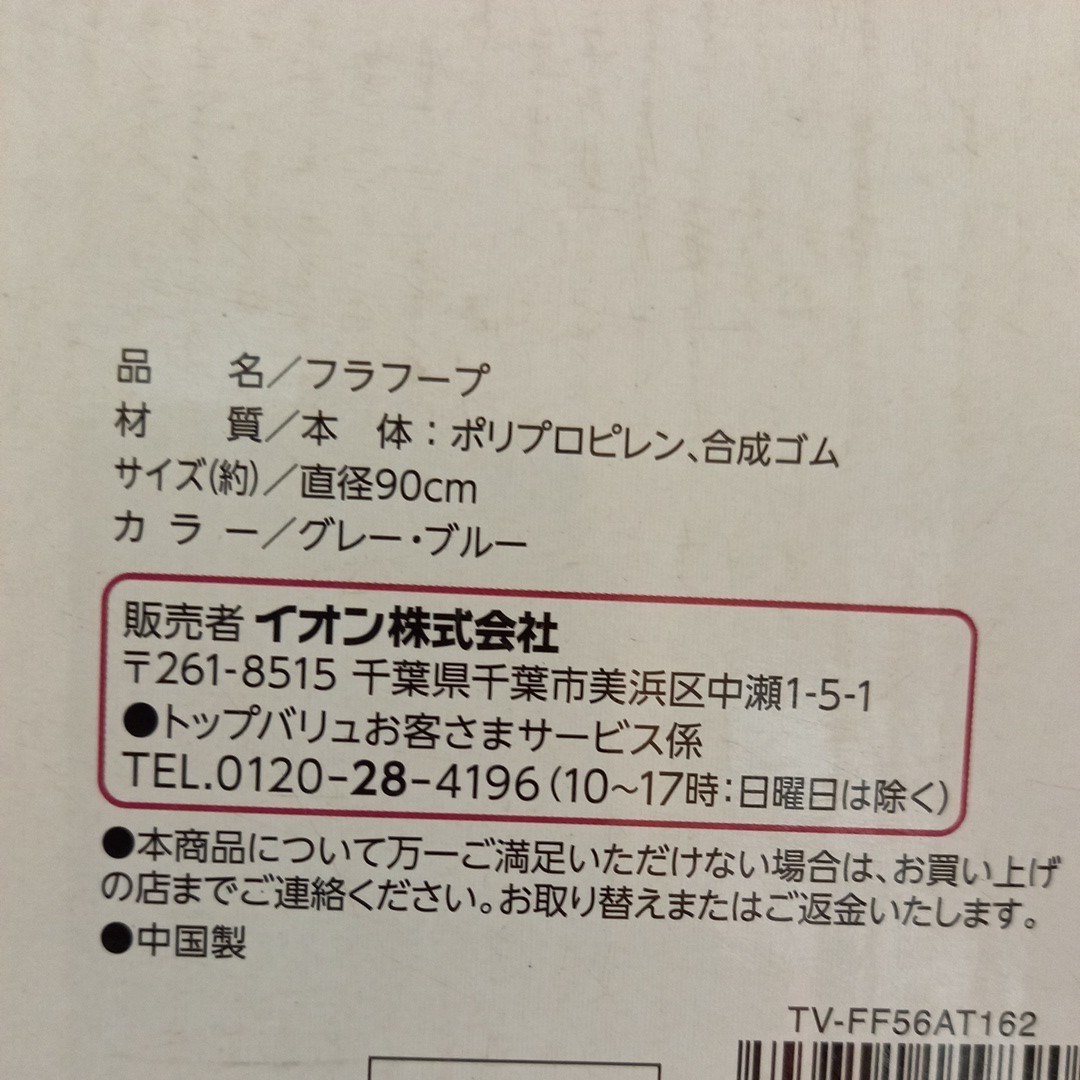 品　名／フラフープ
材　質／本　体：ポリプロピレン、合成ゴム
サイズ(約)／直径90cm
カ ラ ー／グレー・ブルー
販売者 イオン株式会社
〒261-8515 千葉県千葉市美浜区中瀬1-5-1
●トップバリュお客さまサービス係
TEL.0120-28-4196（10〜17時：日曜日は除く）
●本商品について万一ご満足いただけない場合は、お買い上げ
の店までご連絡ください。お取り替えまたはご返金いたします。
●中国製
TV-FF56AT162